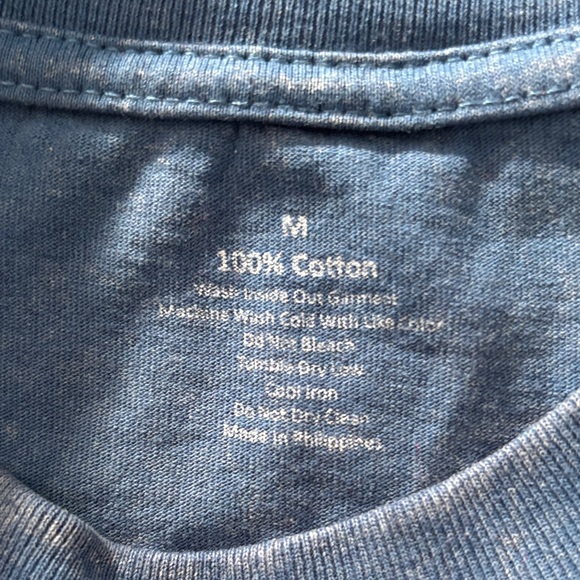 M
100% Cotton
Wash Inside Out Garment
Machine Wash Cold With Like Color
Do Not Bleach
Tumble Dry Low
Cool Iron
Do Not Dry Clean
Made In Philippines